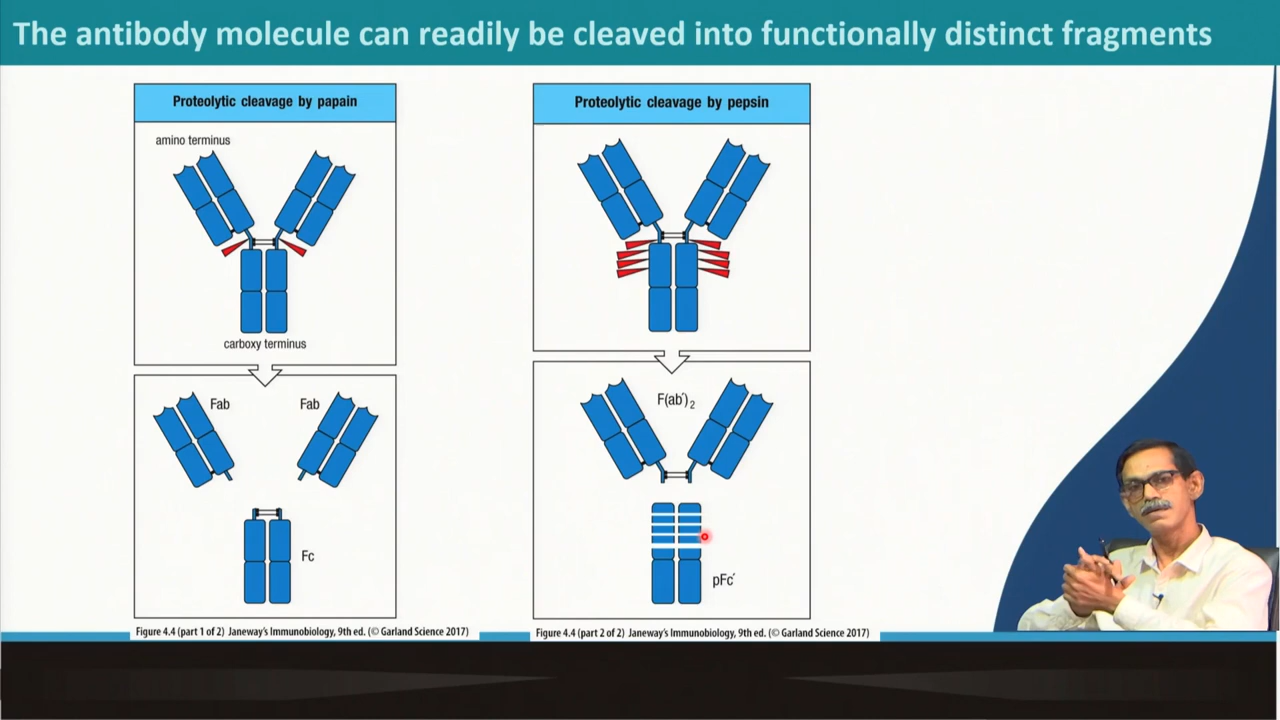 The antibody molecule can readily be cleaved into functionally distinct fragments
Proteolytic cleavage by papain
amino terminus
carboxy terminus
Fab
Fab
Fc
Figure 4.4 (part 1 of 2) Janeway's Immunobiology, 9th ed. (© Garland Science 2017)
Proteolytic cleavage by pepsin
F(ab′)₂
pFc′
Figure 4.4 (part 2 of 2) Janeway's Immunobiology, 9th ed. (© Garland Science 2017)